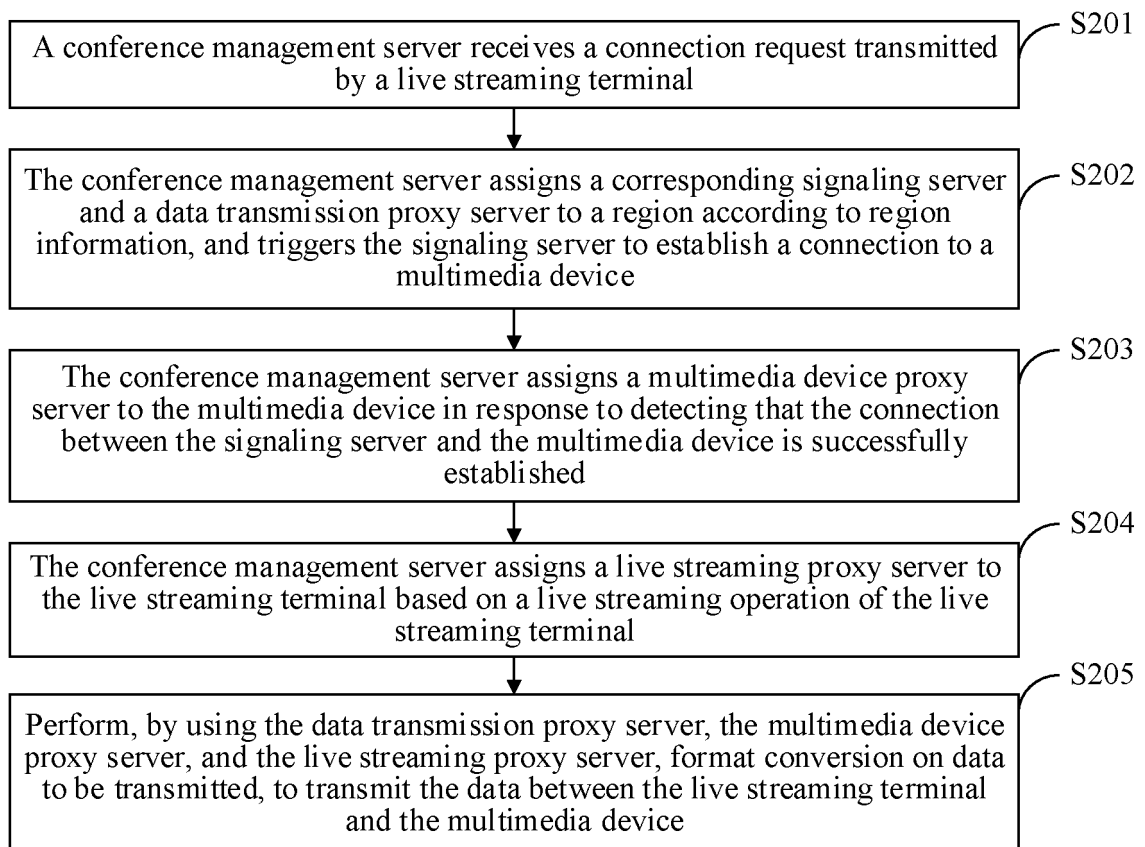 S201
A conference management server receives a connection request transmitted
by a live streaming terminal
S202
The conference management server assigns a corresponding signaling server
and a data transmission proxy server to a region according to region
information, and triggers the signaling server to establish a connection to a
multimedia device
S203
The conference management server assigns a multimedia device proxy
server to the multimedia device in response to detecting that the connection
between the signaling server and the multimedia device is successfully
established
S204
The conference management server assigns a live streaming proxy server to
the live streaming terminal based on a live streaming operation of the live
streaming terminal
S205
Perform, by using the data transmission proxy server, the multimedia device
proxy server, and the live streaming proxy server, format conversion on data
to be transmitted, to transmit the data between the live streaming terminal
and the multimedia device